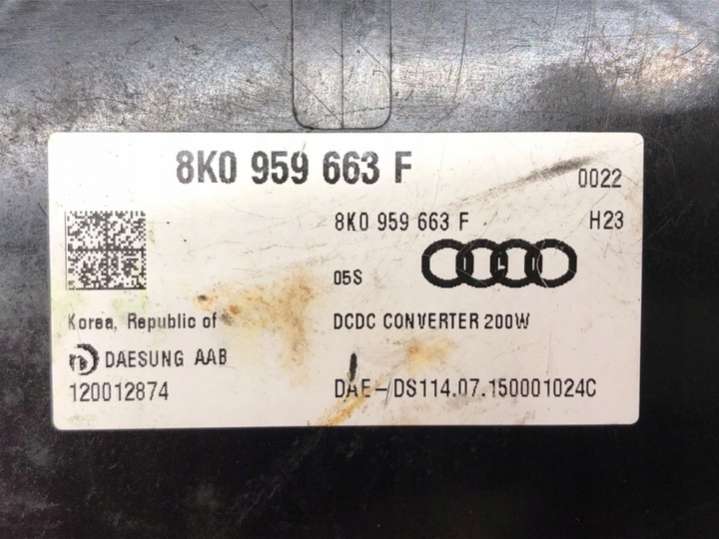 8K0 959 663 F 0022
8K0 959 663 F H23
05S
Korea, Republic of DCDC CONVERTER 200W
DAESUNG AAB
120012874 DAE-DS114.07.150001024C